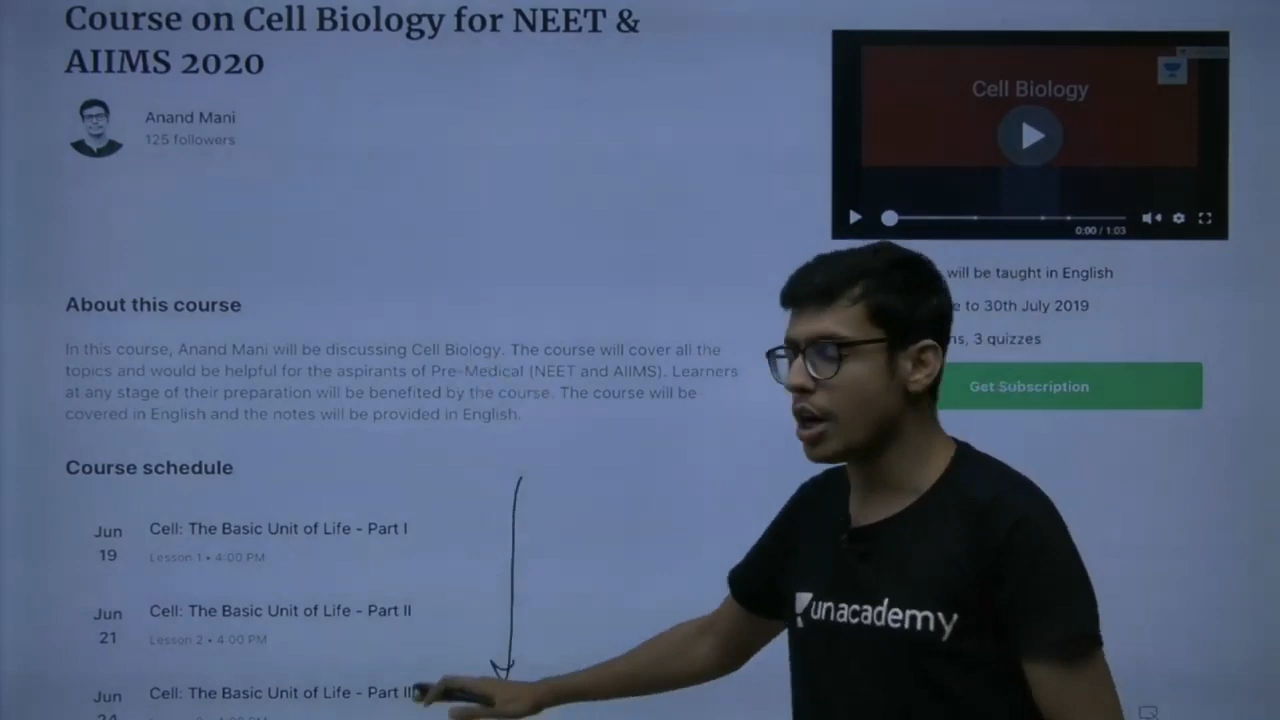 Course on Cell Biology for NEET &
AIIMS 2020
Anand Mani
125 followers
Cell Biology
0:00 / 1:03
will be taught in English
to 30th July 2019
3 quizzes
Get Subscription
About this course
In this course, Anand Mani will be discussing Cell Biology. The course will cover all the
topics and would be helpful for the aspirants of Pre-Medical (NEET and AIIMS). Learners
at any stage of their preparation will be benefited by the course. The course will be
covered in English and the notes will be provided in English.
Course schedule
Jun
19
Cell: The Basic Unit of Life - Part I
Lesson 1 • 4:00 PM
Jun
21
Cell: The Basic Unit of Life - Part II
Lesson 2 • 4:00 PM
Jun
Cell: The Basic Unit of Life - Part
unacademy